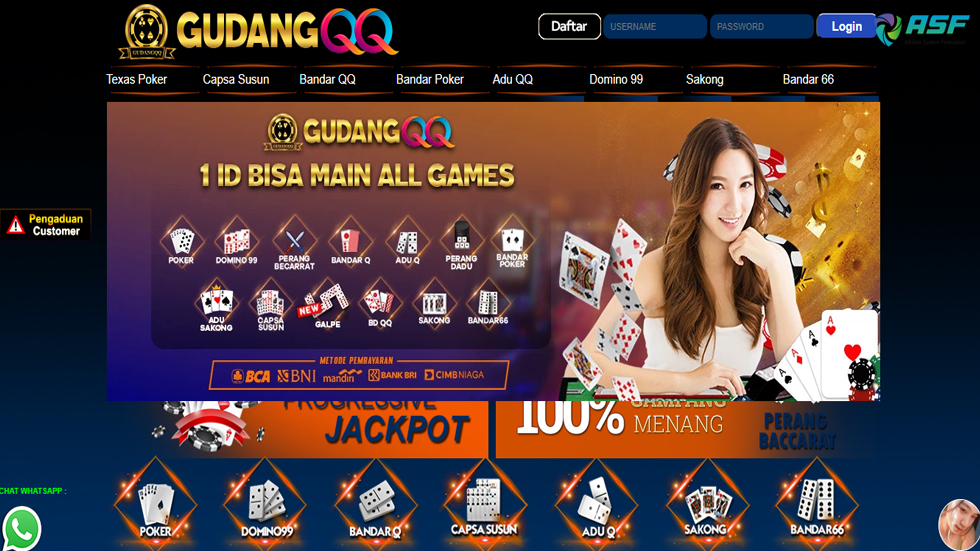 GUDANGQQ
GUDANGQQ
Daftar
USERNAME
PASSWORD
Login
ASF
Texas Poker
Capsa Susun
Bandar QQ
Bandar Poker
Adu QQ
Domino 99
Sakong
Bandar 66
GUDANGQQ
1 ID BISA MAIN ALL GAMES
Pengaduan
Customer
POKER
DOMINO 99
PERANG
BECARRAT
BANDAR Q
ADU Q
PERANG
DADU
BANDAR
POKER
ADU
SAKONG
CAPSA
SUSUN
NEW
GALPE
BD QQ
SAKONG
BANDAR66
METODE PEMBAYARAN
BCA
BNI
mandiri
BANK BRI
CIMB NIAGA
PROGRESSIVE
JACKPOT
100%
GAMPANG
MENANG
PERANG
BACCARAT
CHAT WHATSAPP :
POKER
DOMINO99
BANDAR Q
CAPSA SUSUN
ADU Q
SAKONG
BANDAR66